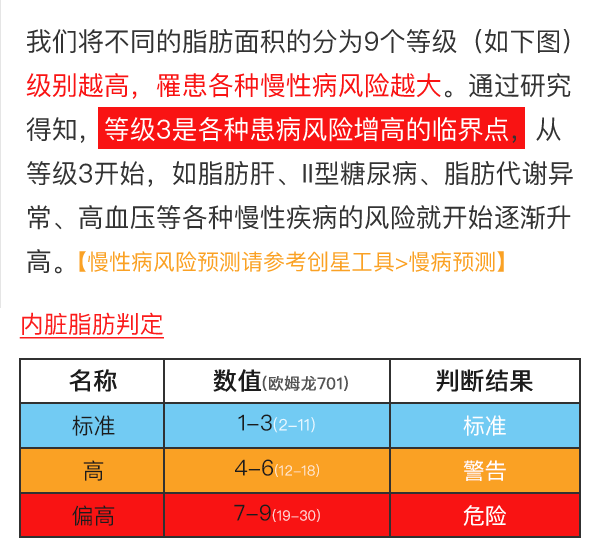 我们将不同的脂肪面积的分为9个等级（如下图）
级别越高，罹患各种慢性病风险越大。通过研究
得知，等级3是各种患病风险增高的临界点，从
等级3开始，如脂肪肝、II型糖尿病、脂肪代谢异
常、高血压等各种慢性疾病的风险就开始逐渐升
高。【慢性病风险预测请参考创星工具>慢病预测】
内脏脂肪判定
名称 数值(欧姆龙701) 判断结果
标准 1-3(2-11) 标准
高 4-6(12-18) 警告
偏高 7-9(19-30) 危险